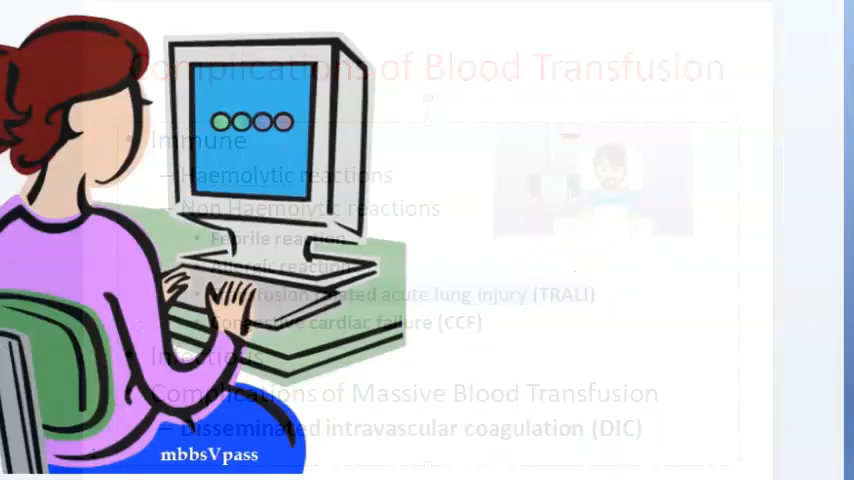 Complications of Blood Transfusion
• Immune
– Haemolytic reactions
– Non Haemolytic reactions
• Febrile reaction
• Allergic reaction
• Transfusion related acute lung injury (TRALI)
• Congestive cardiac failure (CCF)
• Infectious
Complications of Massive Blood Transfusion
– Disseminated intravascular coagulation (DIC)
mbbsVpass